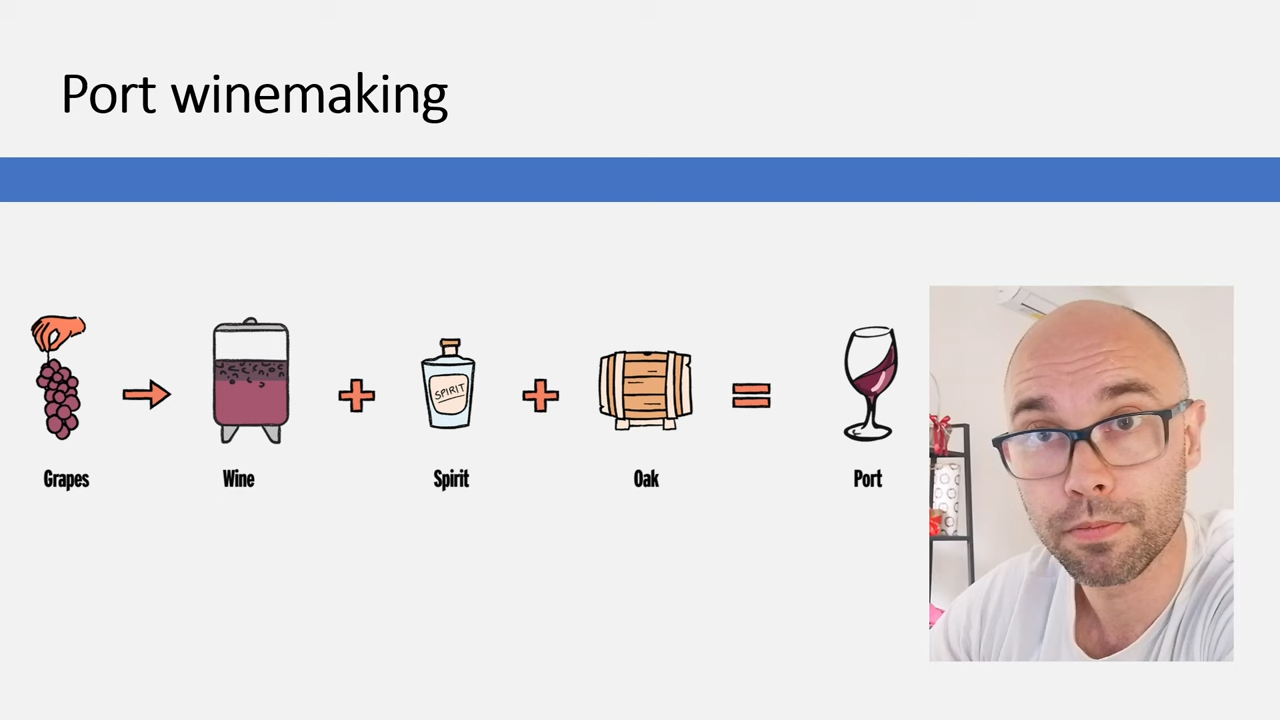 Port winemaking
SPIRIT
Grapes
Wine
Spirit
Oak
Port